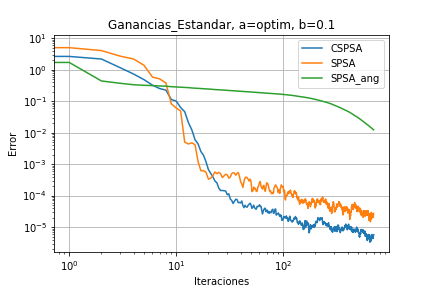 Ganancias_Estandar, a=optim, b=0.1
CSPSA
SPSA
SPSA_ang
Error
10¹
10⁰
10⁻¹
10⁻²
10⁻³
10⁻⁴
10⁻⁵
10⁰
10¹
10²
Iteraciones